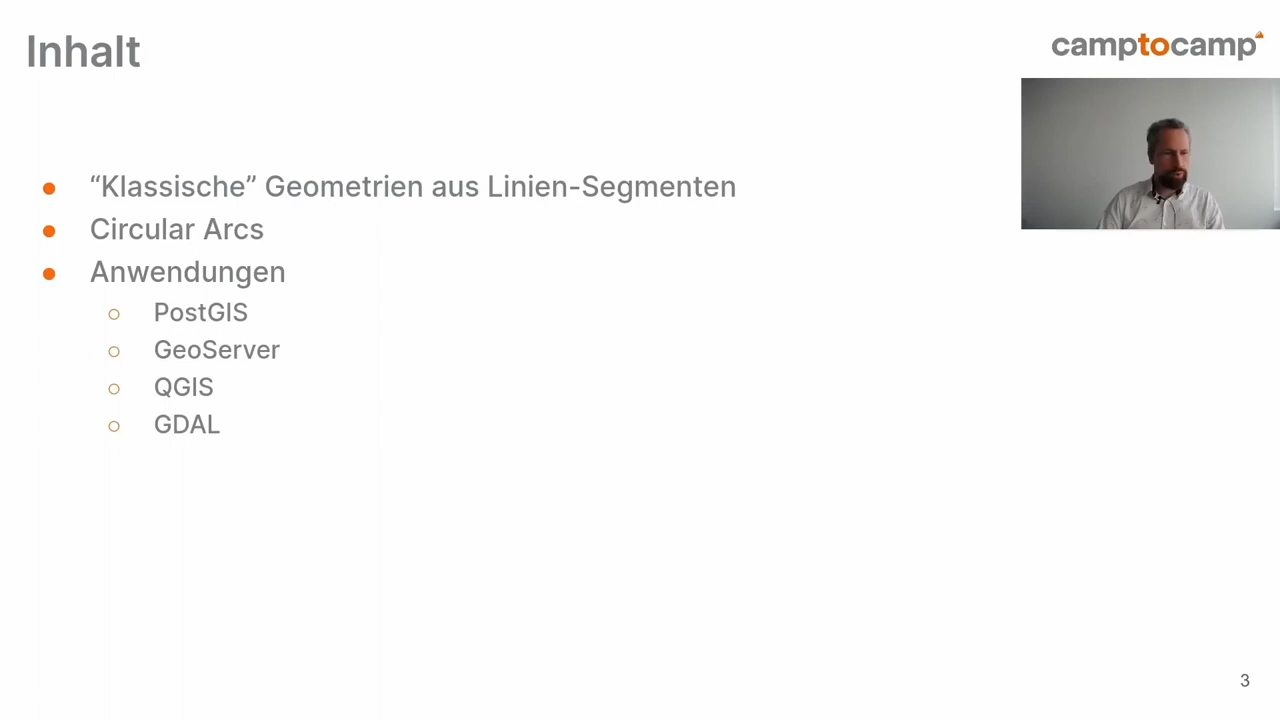 Inhalt
camptocamp
“Klassische” Geometrien aus Linien-Segmenten
Circular Arcs
Anwendungen
PostGIS
GeoServer
QGIS
GDAL
3